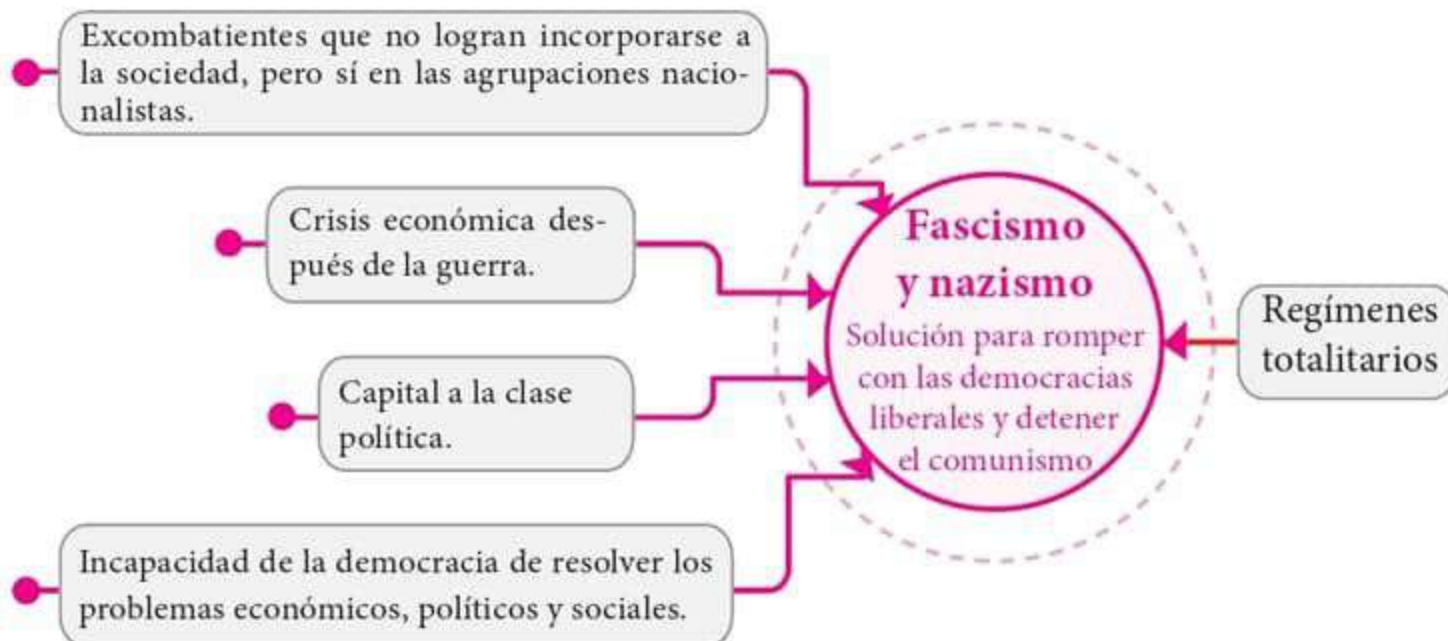 Excombatientes que no logran incorporarse a
la sociedad, pero sí en las agrupaciones nacio-
nalistas.
Crisis económica des-
pués de la guerra.
Capital a la clase
política.
Incapacidad de la democracia de resolver los
problemas económicos, políticos y sociales.
Fascismo
y nazismo
Solución para romper
con las democracias
liberales y detener
el comunismo
Regímenes
totalitarios